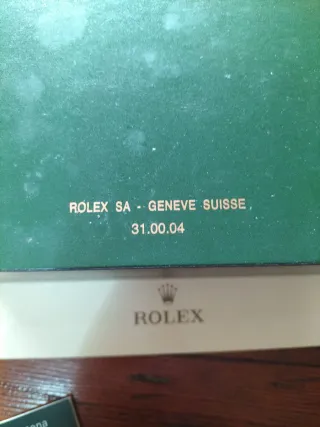 ROLEX SA - GENEVE SUISSE
31.00.04
ROLEX